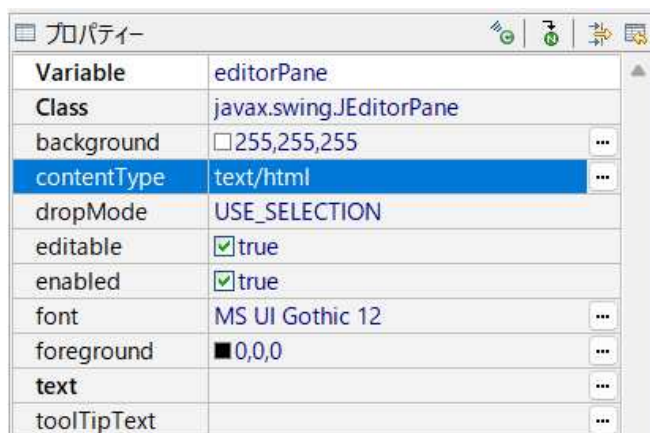 プロパティー
Variable editorPane
Class javax.swing.JEditorPane
background 255,255,255 ...
contentType text/html ...
dropMode USE_SELECTION
editable true
enabled true
font MS UI Gothic 12 ...
foreground 0,0,0 ...
text ...
toolTipText ...